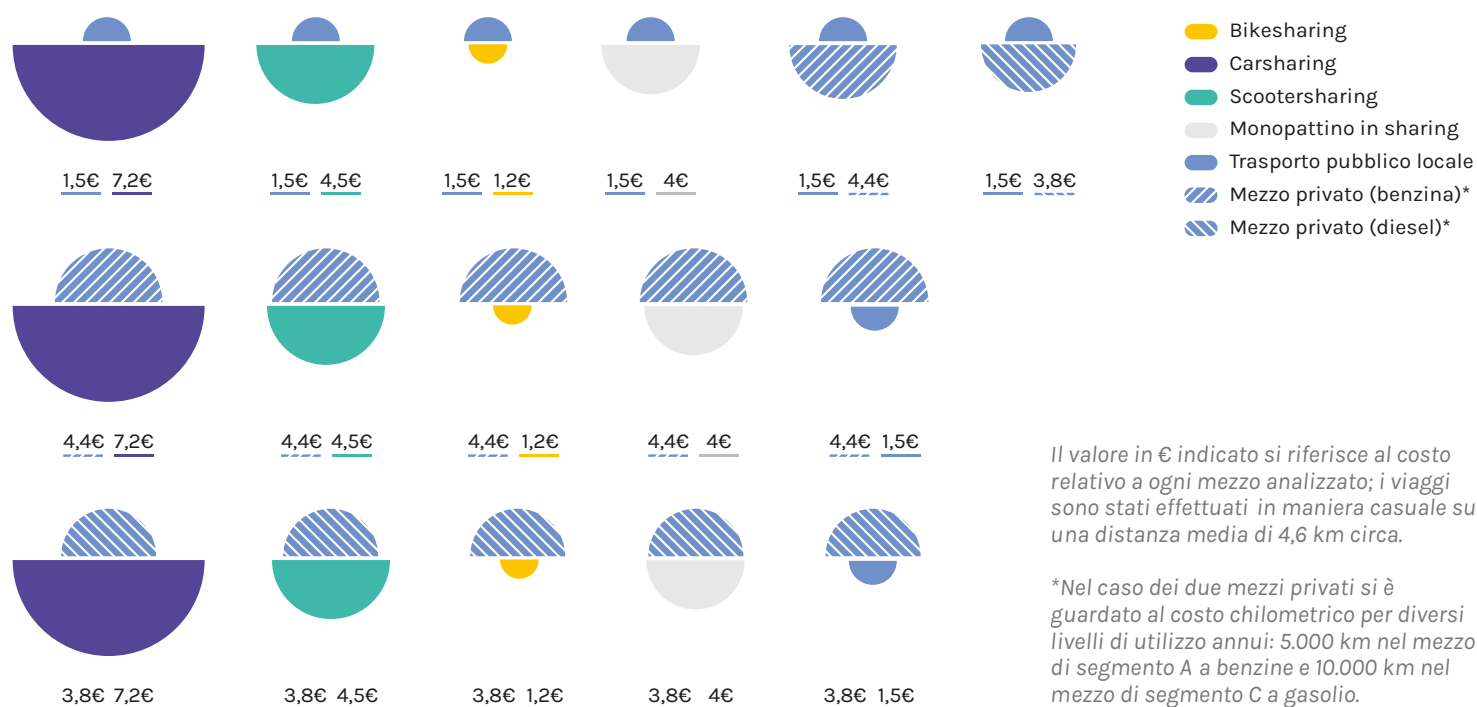 Bikesharing
Carsharing
Scootersharing
Monopattino in sharing
Trasporto pubblico locale
Mezzo privato (benzina)*
Mezzo privato (diesel)*
1,5€ 7,2€
1,5€ 4,5€
1,5€ 1,2€
1,5€ 4€
1,5€ 4,4€
1,5€ 3,8€
4,4€ 7,2€
4,4€ 4,5€
4,4€ 1,2€
4,4€ 4€
4,4€ 1,5€
3,8€ 7,2€
3,8€ 4,5€
3,8€ 1,2€
3,8€ 4€
3,8€ 1,5€
Il valore in € indicato si riferisce al costo
relativo a ogni mezzo analizzato; i viaggi
sono stati effettuati in maniera casuale su
una distanza media di 4,6 km circa.
*Nel caso dei due mezzi privati si è
guardato al costo chilometrico per diversi
livelli di utilizzo annui: 5.000 km nel mezzo
di segmento A a benzine e 10.000 km nel
mezzo di segmento C a gasolio.